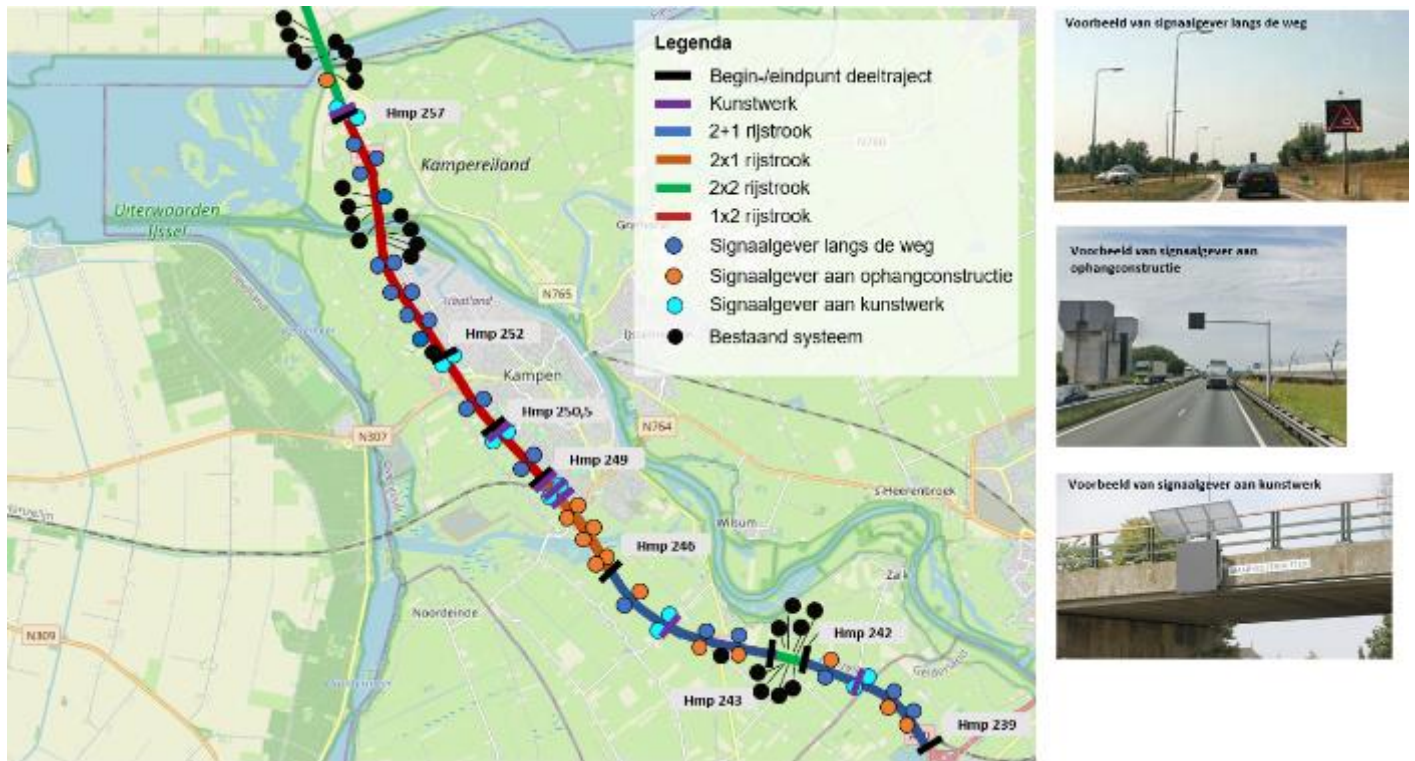 Hmp 257
Kampereiland
Uiterwaarden
IJssel
N765
Hmp 252
Kampen
Hmp 250,5
N307
N764
Hmp 249
's Heerenbroek
Wilsum
Hmp 246
Zalk
Noordeinde
N309
Hmp 242
Gelderland
Hmp 243
Hmp 239
Legenda
Begin-/eindpunt deeltraject
Kunstwerk
2+1 rijstrook
2x1 rijstrook
2x2 rijstrook
1x2 rijstrook
Signaalgever langs de weg
Signaalgever aan ophangconstructie
Signaalgever aan kunstwerk
Bestaand systeem
Voorbeeld van signaalgever langs de weg
Voorbeeld van signaalgever aan
ophangconstructie
Voorbeeld van signaalgever aan kunstwerk